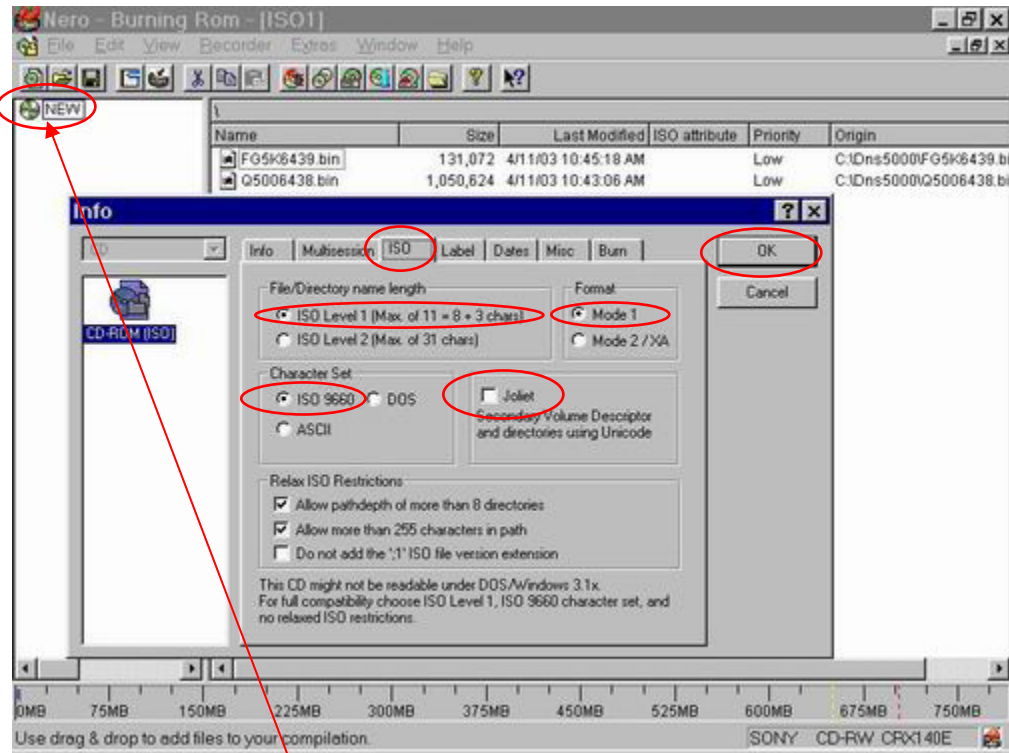 Nero - Burning Rom - [ISO1]
File Edit View Recorder Extras Window Help
NEW
\
Name Size Last Modified ISO attribute Priority Origin
FG5K6439.bin 131,072 4/11/03 10:45:18 AM Low C:\Dns5000\FG5K6439.bi
Q5006438.bin 1,050,624 4/11/03 10:43:06 AM Low C:\Dns5000\Q5006438.bi
Info
CD
Info Multisession ISO Label Dates Misc Burn
OK
Cancel
CD-ROM (ISO)
File/Directory name length
ISO Level 1 (Max. of 11 = 8 + 3 chars)
ISO Level 2 (Max. of 31 chars)
Format
Mode 1
Mode 2 / XA
Character Set
ISO 9660 DOS
ASCII
Joliet
Secondary Volume Descriptor
and directories using Unicode
Relax ISO Restrictions
Allow pathdepth of more than 8 directories
Allow more than 255 characters in path
Do not add the ';1' ISO file version extension
This CD might not be readable under DOS/Windows 3.1x.
For full compatibility choose ISO Level 1, ISO 9660 character set, and
no relaxed ISO restrictions.
0MB 75MB 150MB 225MB 300MB 375MB 450MB 525MB 600MB 675MB 750MB
Use drag & drop to add files to your compilation. SONY CD-RW CRX140E